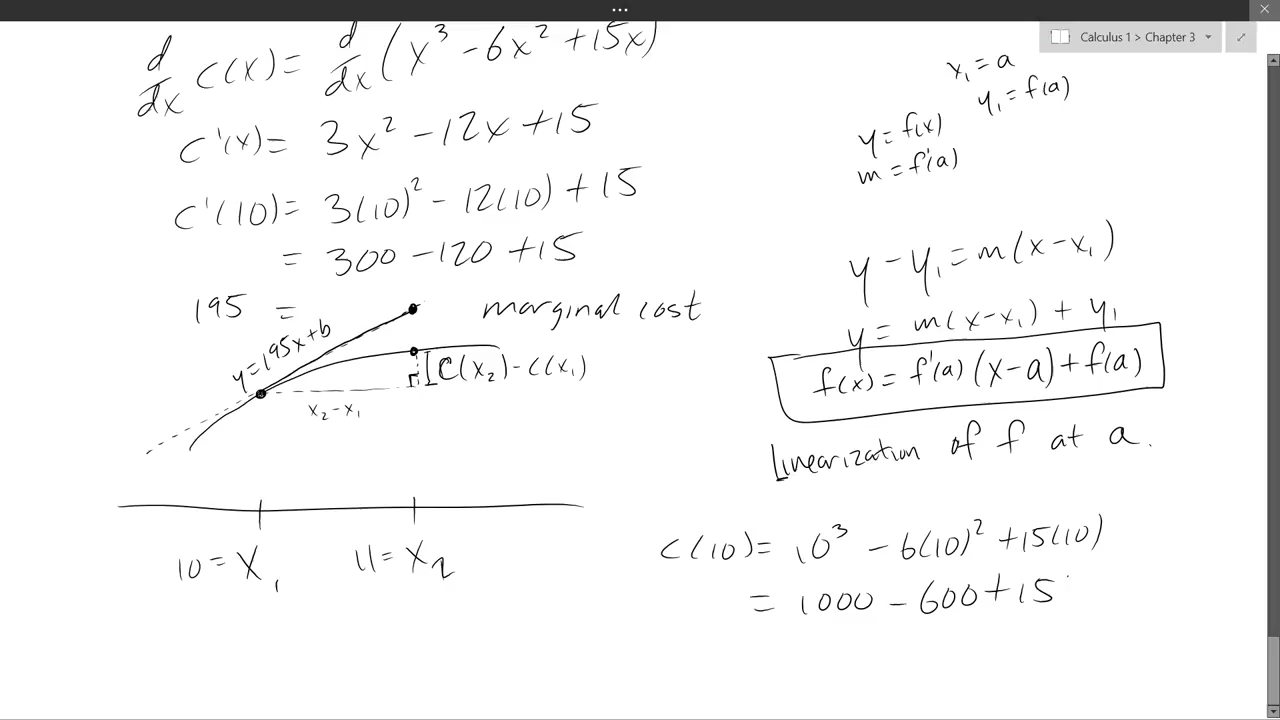 Calculus 1 > Chapter 3
d/dx C(x) = d/dx (x³ - 6x² + 15x)
C'(x) = 3x² - 12x + 15
C'(10) = 3(10)² - 12(10) + 15
= 300 - 120 + 15
195 =
marginal cost
y=195x+b
C(x₂) - C(x₁)
x₂ - x₁
10 = x₁
11 = x₂
x₁ = a
y₁ = f(a)
y = f(x)
m = f'(a)
y - y₁ = m(x - x₁)
y = m(x - x₁) + y₁
f(x) = f'(a)(x - a) + f(a)
Linearization of f at a.
C(10) = 10³ - 6(10)² + 15(10)
= 1000 - 600 + 15